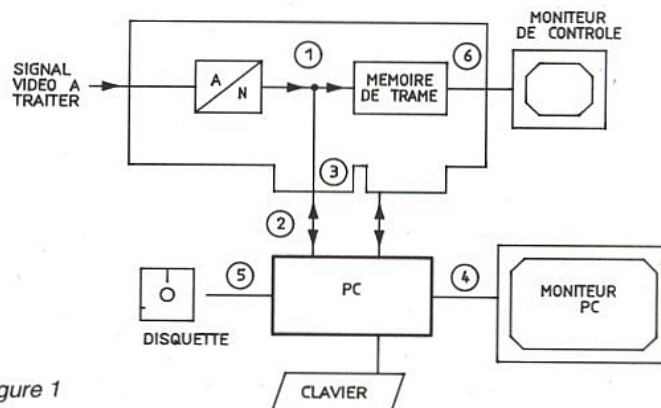 MONITEUR
DE CONTROLE
SIGNAL
VIDEO A
TRAITER
A
N
1
MEMOIRE
DE TRAME
6
3
2
5
4
DISQUETTE
PC
MONITEUR
PC
CLAVIER
gure 1